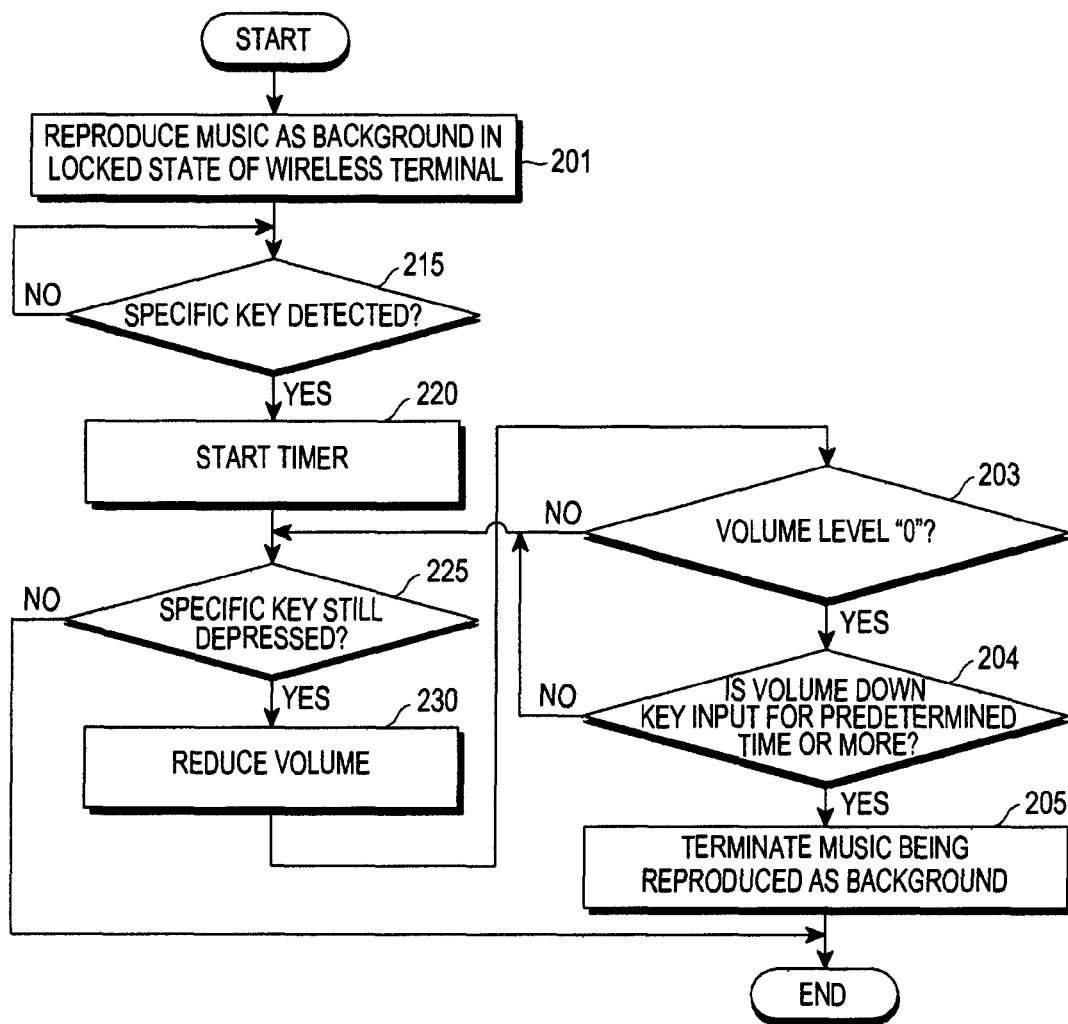 START
REPRODUCE MUSIC AS BACKGROUND IN
LOCKED STATE OF WIRELESS TERMINAL
201
215
NO
SPECIFIC KEY DETECTED?
YES
220
START TIMER
203
NO
VOLUME LEVEL “0”?
YES
225
NO
SPECIFIC KEY STILL
DEPRESSED?
YES
204
NO
IS VOLUME DOWN
KEY INPUT FOR PREDETERMINED
TIME OR MORE?
YES
230
REDUCE VOLUME
205
TERMINATE MUSIC BEING
REPRODUCED AS BACKGROUND
END